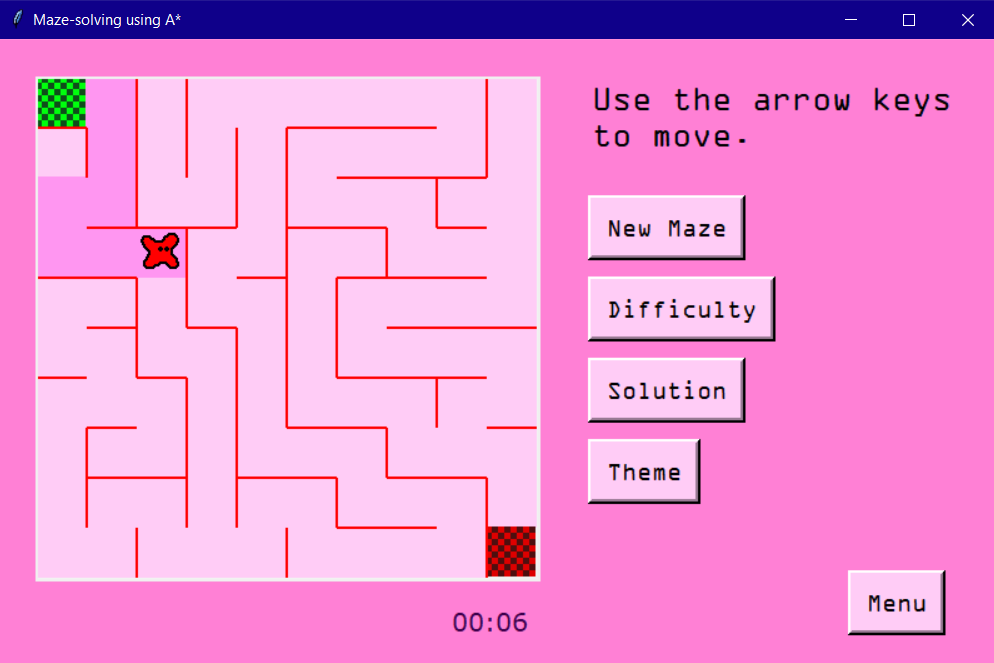 Maze-solving using A*
Use the arrow keys
to move.
New Maze
Difficulty
Solution
Theme
Menu
00:06